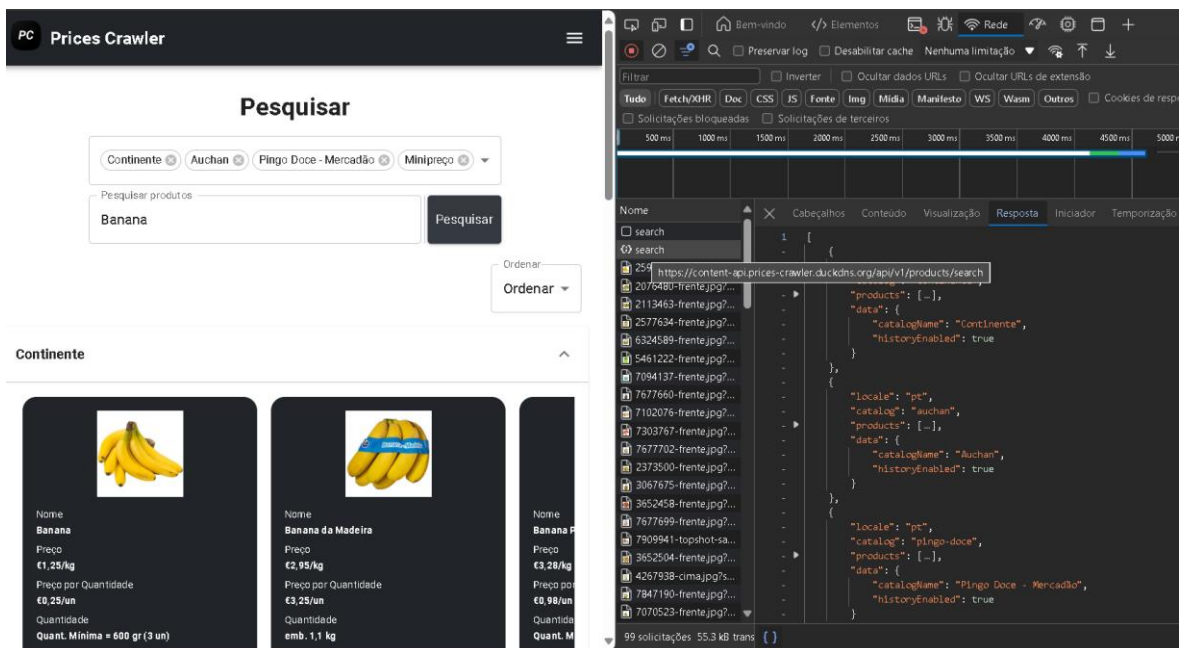 PC Prices Crawler
Pesquisar
Continente
Auchan
Pingo Doce - Mercadão
Minipreço
Pesquisar produtos
Banana
Pesquisar
Ordenar
Ordenar
Continente
Nome
Banana
Preço
€1,25/kg
Preço por Quantidade
€0,25/un
Quantidade
Quant. Mínima = 600 gr (3 un)
Nome
Banana da Madeira
Preço
€2,95/kg
Preço por Quantidade
€3,25/un
Quantidade
emb. 1,1 kg
Nome
Banana P
Preço
€3,28/kg
Preço por
€0,98/un
Quantida
Quant. M
Bem-vindo </> Elementos Rede
Preservar log Desabilitar cache Nenhuma limitação
Filtrar Inverter Ocultar dados URLs Ocultar URLs de extensão
Tudo Fetch/XHR Doc CSS JS Fonte Img Mídia Manifesto WS Wasm Outros Cookies de respo
Solicitações bloqueadas Solicitações de terceiros
500 ms 1000 ms 1500 ms 2000 ms 2500 ms 3000 ms 3500 ms 4000 ms 4500 ms 5000 m
Nome
search
search
259
2076480-frente.jpg?...
2113463-frente.jpg?...
2577634-frente.jpg?...
6324589-frente.jpg?...
5461222-frente.jpg?...
7094137-frente.jpg?...
7677660-frente.jpg?...
7102076-frente.jpg?...
7303767-frente.jpg?...
7677702-frente.jpg?...
2373500-frente.jpg?...
3067675-frente.jpg?...
3652458-frente.jpg?...
7677699-frente.jpg?...
7909941-topshot-sa...
3652504-frente.jpg?...
4267938-cima.jpg?s...
7847190-frente.jpg?...
7070523-frente.jpg?...
Cabeçalhos Conteúdo Visualização Resposta Iniciador Temporização
1 [
{
https://content-api.prices-crawler.duckdns.org/api/v1/products/search
"products": […],
"data": {
"catalogName": "Continente",
"historyEnabled": true
}
},
{
"locale": "pt",
"catalog": "auchan",
"products": […],
"data": {
"catalogName": "Auchan",
"historyEnabled": true
}
},
{
"locale": "pt",
"catalog": "pingo-doce",
"products": […],
"data": {
"catalogName": "Pingo Doce - Mercadão",
"historyEnabled": true
}
99 solicitações 55.3 kB trans { }